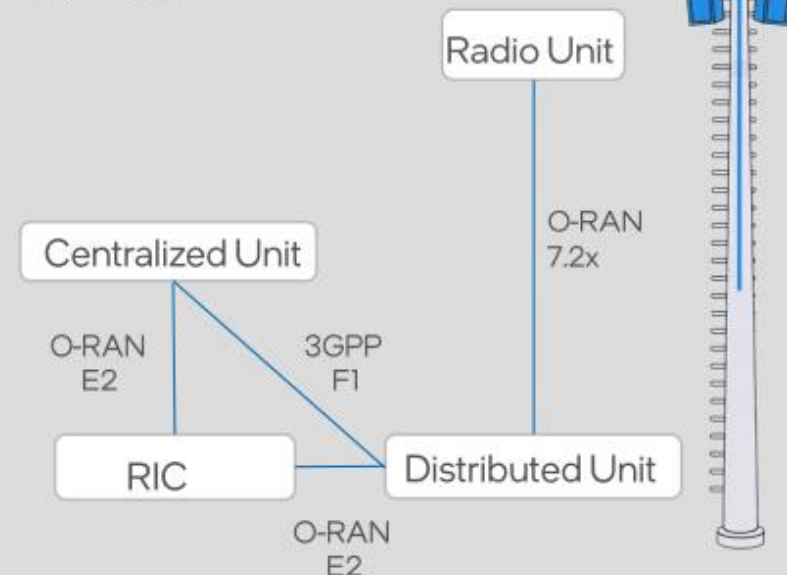 Radio Unit
O-RAN
7.2x
Centralized Unit
O-RAN
E2
3GPP
F1
RIC
Distributed Unit
O-RAN
E2